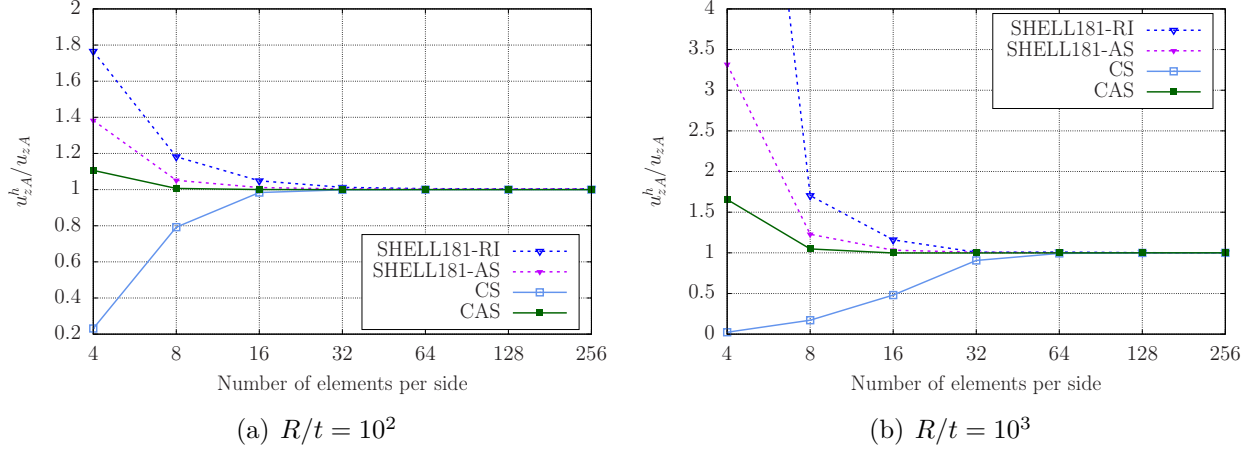 2
1.8
1.6
1.4
1.2
1
0.8
0.6
0.4
0.2
u^h_{zA}/u_{zA}
SHELL181-RI
SHELL181-AS
CS
CAS
4 8 16 32 64 128 256
Number of elements per side
(a) R/t = 10^2
4
3.5
3
2.5
2
1.5
1
0.5
0
u^h_{zA}/u_{zA}
SHELL181-RI
SHELL181-AS
CS
CAS
4 8 16 32 64 128 256
Number of elements per side
(b) R/t = 10^3